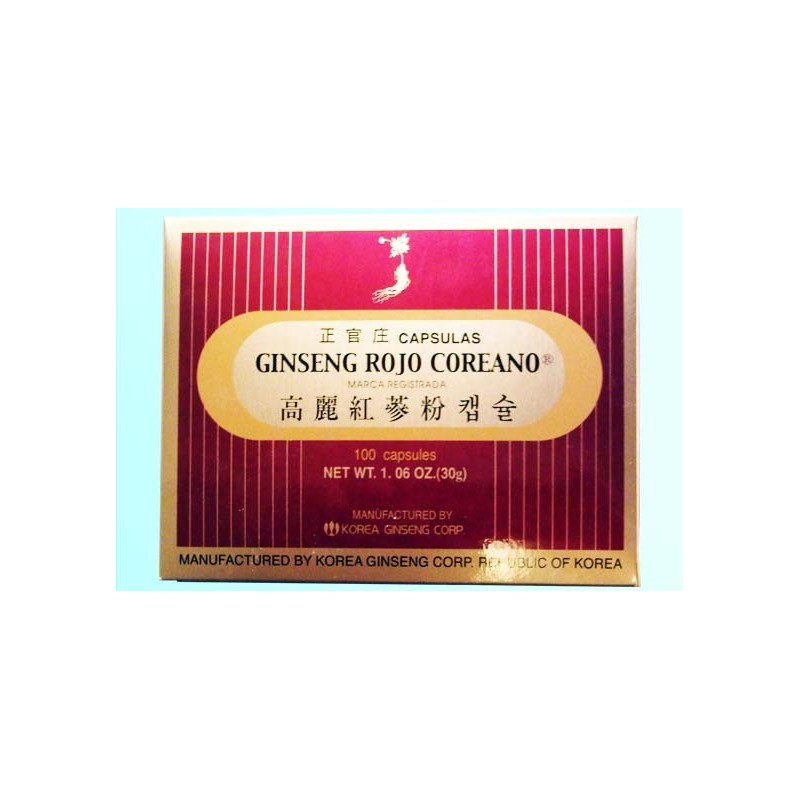 正官庄 CAPSULAS
GINSENG ROJO COREANO®
MARCA REGISTRADA
高麗紅蔘粉캡슐
100 capsules
NET WT. 1. 06 OZ.(30g)
MANUFACTURED BY
KOREA GINSENG CORP.
MANUFACTURED BY KOREA GINSENG CORP. REPUBLIC OF KOREA